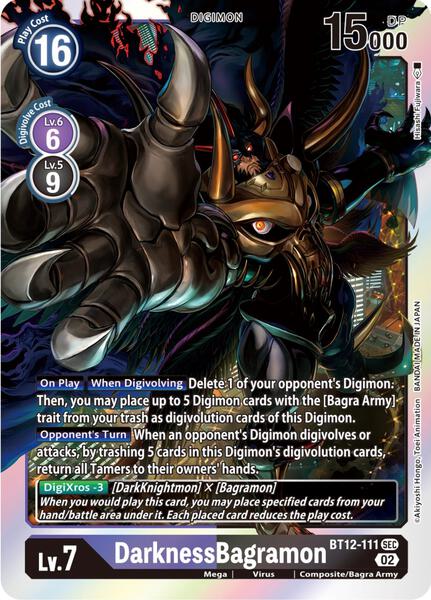 DIGIMON
Play Cost
16
15000
DP
Digivolve Cost
Lv.6
6
Lv.5
9
Hisashi Fujiwara
On Play When Digivolving Delete 1 of your opponent's Digimon.
Then, you may place up to 5 Digimon cards with the [Bagra Army]
trait from your trash as digivolution cards of this Digimon.
Opponent's Turn When an opponent's Digimon digivolves or
attacks, by trashing 5 cards in this Digimon's digivolution cards,
return all Tamers to their owners' hands.
DigiXros -3 [DarkKnightmon] × [Bagramon]
When you would play this card, you may place specified cards from your
hand/battle area under it. Each placed card reduces the play cost.
©Akiyoshi Hongo, Toei Animation BANDAI MADE IN JAPAN
Lv.7
DarknessBagramon
BT12-111 SEC
02
Mega | Virus | Composite/Bagra Army